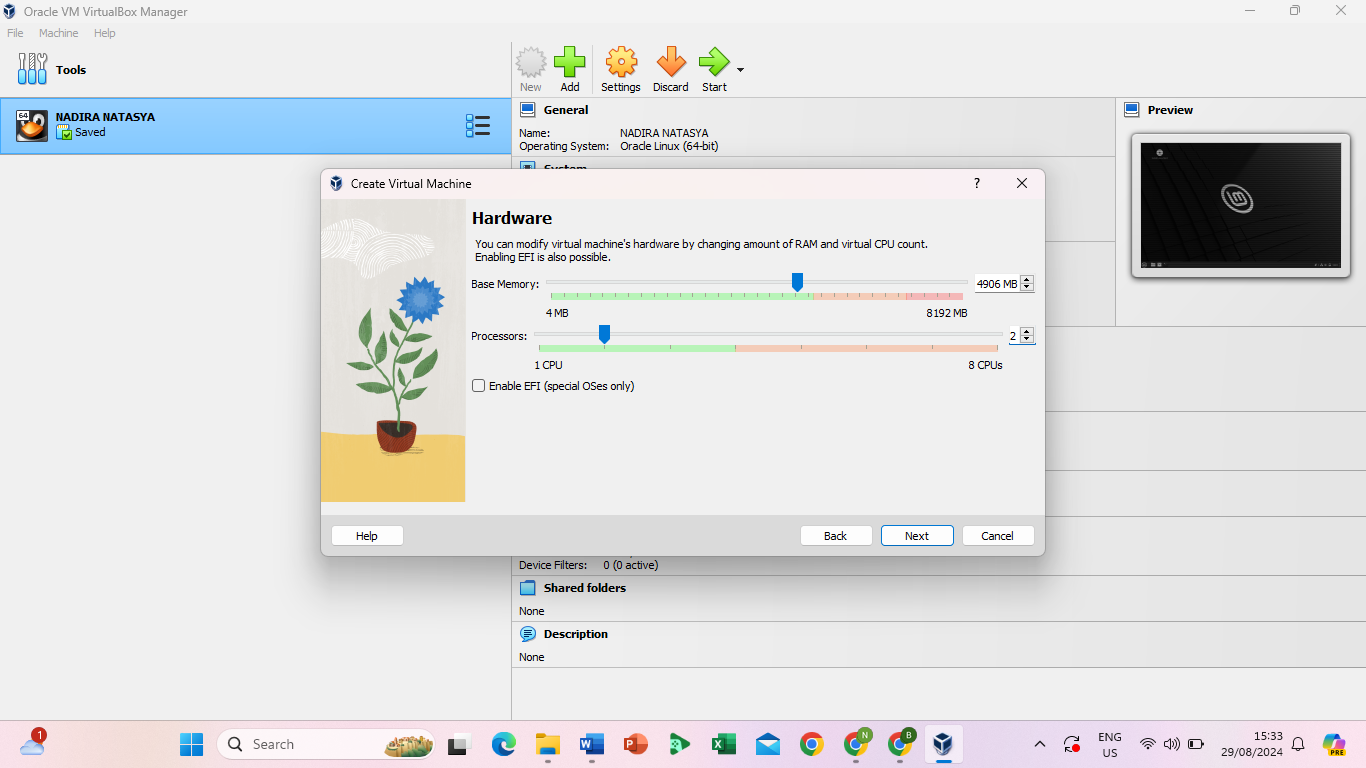 Oracle VM VirtualBox Manager
File Machine Help
Tools
New Add Settings Discard Start
64
NADIRA NATASYA
Saved
General
Name: NADIRA NATASYA
Operating System: Oracle Linux (64-bit)
System
Preview
Create Virtual Machine
?
Hardware
You can modify virtual machine's hardware by changing amount of RAM and virtual CPU count.
Enabling EFI is also possible.
Base Memory: 4906 MB
4 MB 8192 MB
Processors: 2
1 CPU 8 CPUs
Enable EFI (special OSes only)
Help Back Next Cancel
Device Filters: 0 (0 active)
Shared folders
None
Description
None
1
Search
N
B
ENG
US
15:33
29/08/2024
PRE